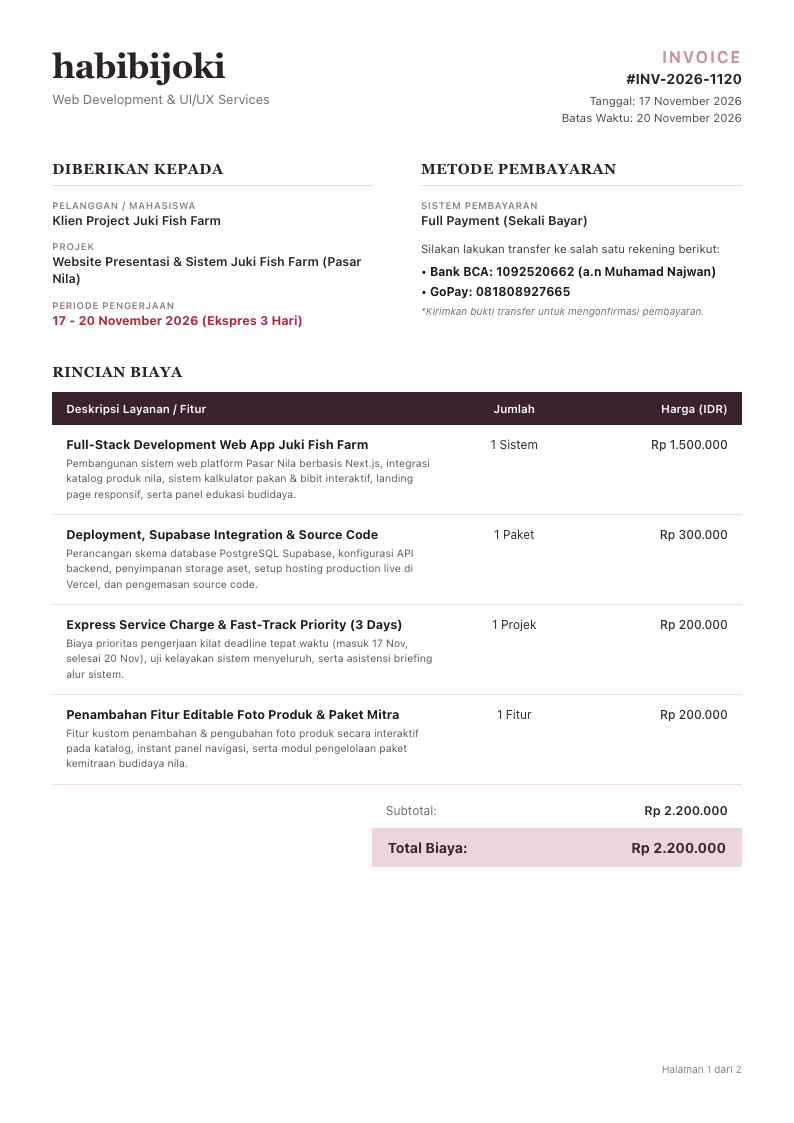 habibijoki
Web Development & UI/UX Services
INVOICE
#INV-2026-1120
Tanggal: 17 November 2026
Batas Waktu: 20 November 2026
DIBERIKAN KEPADA
PELANGGAN / MAHASISWA
Klien Project Juki Fish Farm
PROJEK
Website Presentasi & Sistem Juki Fish Farm (Pasar
Nila)
PERIODE PENGERJAAN
17 - 20 November 2026 (Ekspres 3 Hari)
METODE PEMBAYARAN
SISTEM PEMBAYARAN
Full Payment (Sekali Bayar)
Silakan lakukan transfer ke salah satu rekening berikut:
• Bank BCA: 1092520662 (a.n Muhamad Najwan)
• GoPay: 081808927665
*Kirimkan bukti transfer untuk mengonfirmasi pembayaran.
RINCIAN BIAYA
Deskripsi Layanan / Fitur Jumlah Harga (IDR)
Full-Stack Development Web App Juki Fish Farm 1 Sistem Rp 1.500.000
Pembangunan sistem web platform Pasar Nila berbasis Next.js, integrasi
katalog produk nila, sistem kalkulator pakan & bibit interaktif, landing
page responsif, serta panel edukasi budidaya.
Deployment, Supabase Integration & Source Code 1 Paket Rp 300.000
Perancangan skema database PostgreSQL Supabase, konfigurasi API
backend, penyimpanan storage aset, setup hosting production live di
Vercel, dan pengemasan source code.
Express Service Charge & Fast-Track Priority (3 Days) 1 Projek Rp 200.000
Biaya prioritas pengerjaan kilat deadline tepat waktu (masuk 17 Nov,
selesai 20 Nov), uji kelayakan sistem menyeluruh, serta asistensi briefing
alur sistem.
Penambahan Fitur Editable Foto Produk & Paket Mitra 1 Fitur Rp 200.000
Fitur kustom penambahan & pengubahan foto produk secara interaktif
pada katalog, instant panel navigasi, serta modul pengelolaan paket
kemitraan budidaya nila.
Subtotal: Rp 2.200.000
Total Biaya: Rp 2.200.000
Halaman 1 dari 2